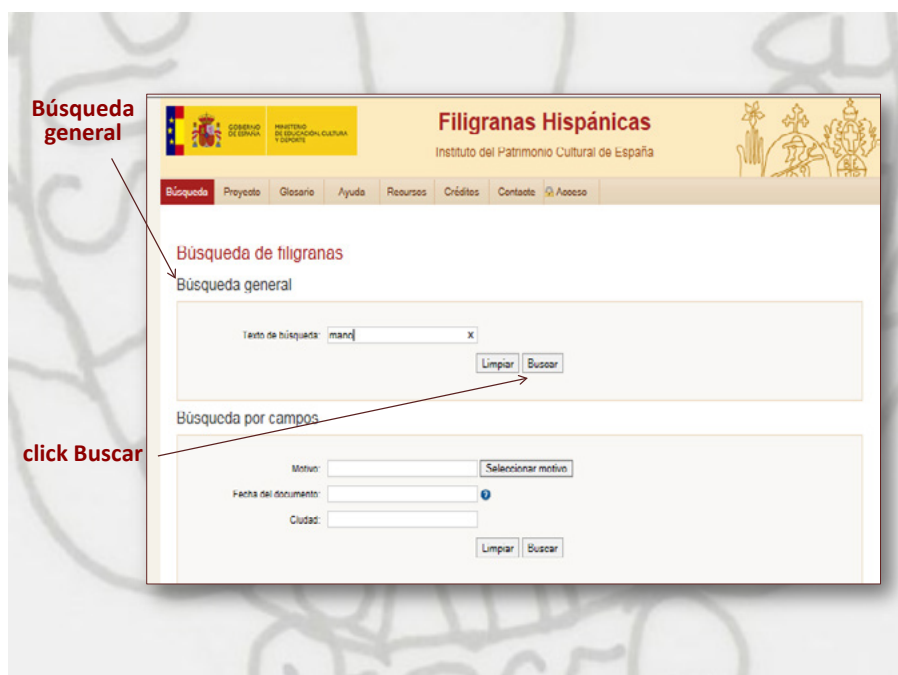 Búsqueda
general
GOBIERNO
DE ESPAÑA
MINISTERIO
DE EDUCACIÓN, CULTURA
Y DEPORTE
Filigranas Hispánicas
Instituto del Patrimonio Cultural de España
Búsqueda Proyecto Glosario Ayuda Recursos Créditos Contacto Acceso
Búsqueda de filigranas
Búsqueda general
Texto de búsqueda: mano x
Limpiar Buscar
Búsqueda por campos
click Buscar
Motivo: Seleccionar motivo
Fecha del documento: ?
Ciudad:
Limpiar Buscar